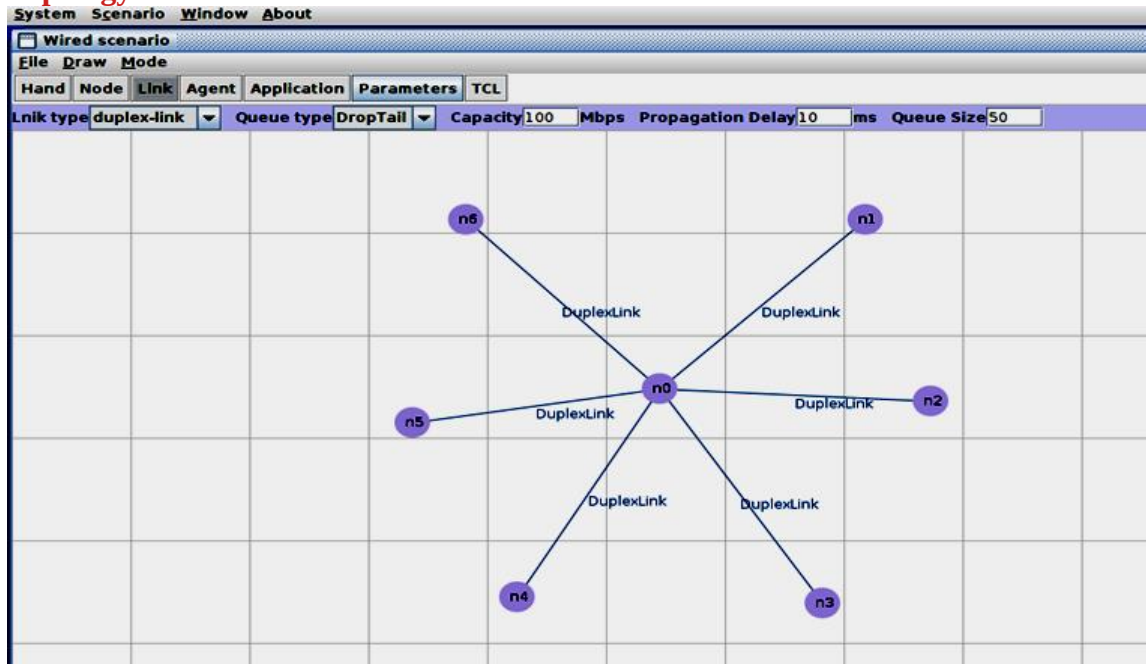 System Scenario Window About
Wired scenario
File Draw Mode
Hand Node Link Agent Application Parameters TCL
Lnik type duplex-link Queue type DropTail Capacity 100 Mbps Propagation Delay 10 ms Queue Size 50
n6 n1
DuplexLink DuplexLink
n0
n5 DuplexLink DuplexLink n2
DuplexLink DuplexLink
n4 n3